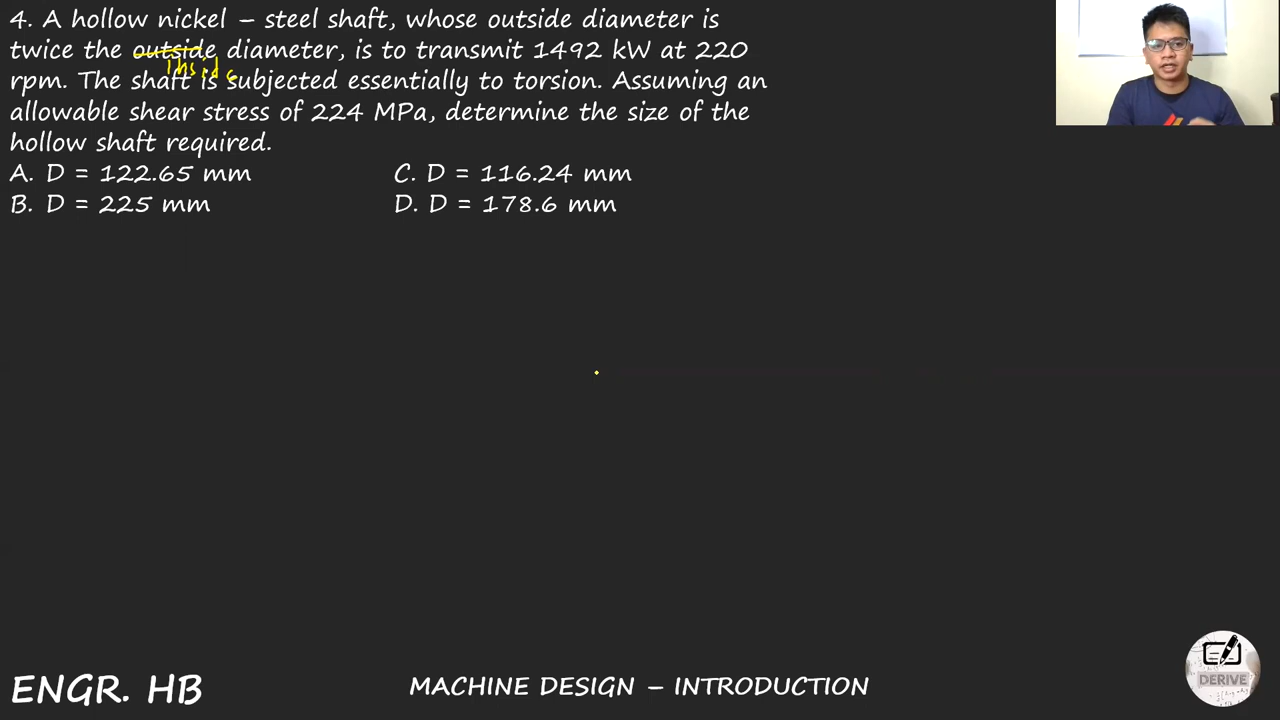 4. A hollow nickel – steel shaft, whose outside diameter is
twice the outside diameter, is to transmit 1492 kW at 220
inside
rpm. The shaft is subjected essentially to torsion. Assuming an
allowable shear stress of 224 MPa, determine the size of the
hollow shaft required.
A. D = 122.65 mm C. D = 116.24 mm
B. D = 225 mm D. D = 178.6 mm
ENGR. HB
MACHINE DESIGN – INTRODUCTION
DERIVE